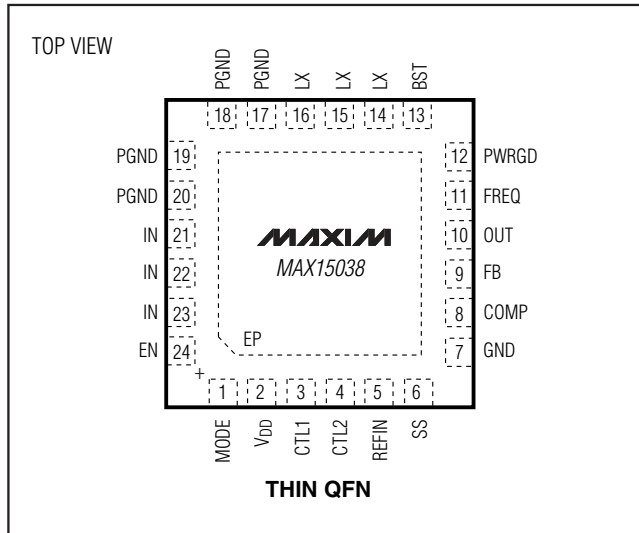 TOP VIEW
PGND
PGND
LX
LX
LX
BST
18
17
16
15
14
13
PGND 19
PGND 20
IN 21
IN 22
IN 23
EN 24
12 PWRGD
11 FREQ
10 OUT
9 FB
8 COMP
7 GND
MAXIM
MAX15038
EP
+
1
2
3
4
5
6
MODE
VDD
CTL1
CTL2
REFIN
SS
THIN QFN